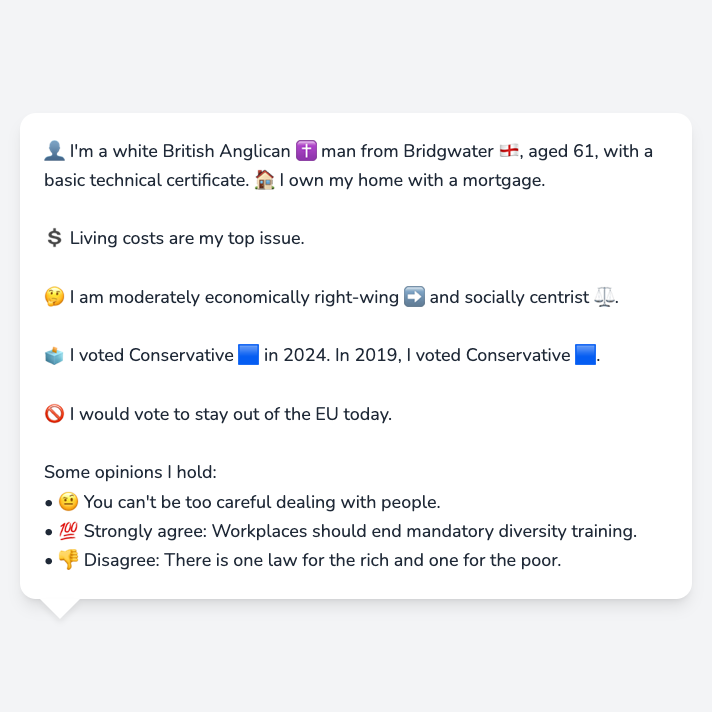 👤 I'm a white British Anglican ✝️ man from Bridgwater 🏴󠁧󠁢󠁥󠁮󠁧󠁿, aged 61, with a
basic technical certificate. 🏠 I own my home with a mortgage.
💲 Living costs are my top issue.
🤔 I am moderately economically right-wing ➡️ and socially centrist ⚖️.
🗳️ I voted Conservative 🟦 in 2024. In 2019, I voted Conservative 🟦.
🚫 I would vote to stay out of the EU today.
Some opinions I hold:
• 🤨 You can't be too careful dealing with people.
• 💯 Strongly agree: Workplaces should end mandatory diversity training.
• 👎 Disagree: There is one law for the rich and one for the poor.